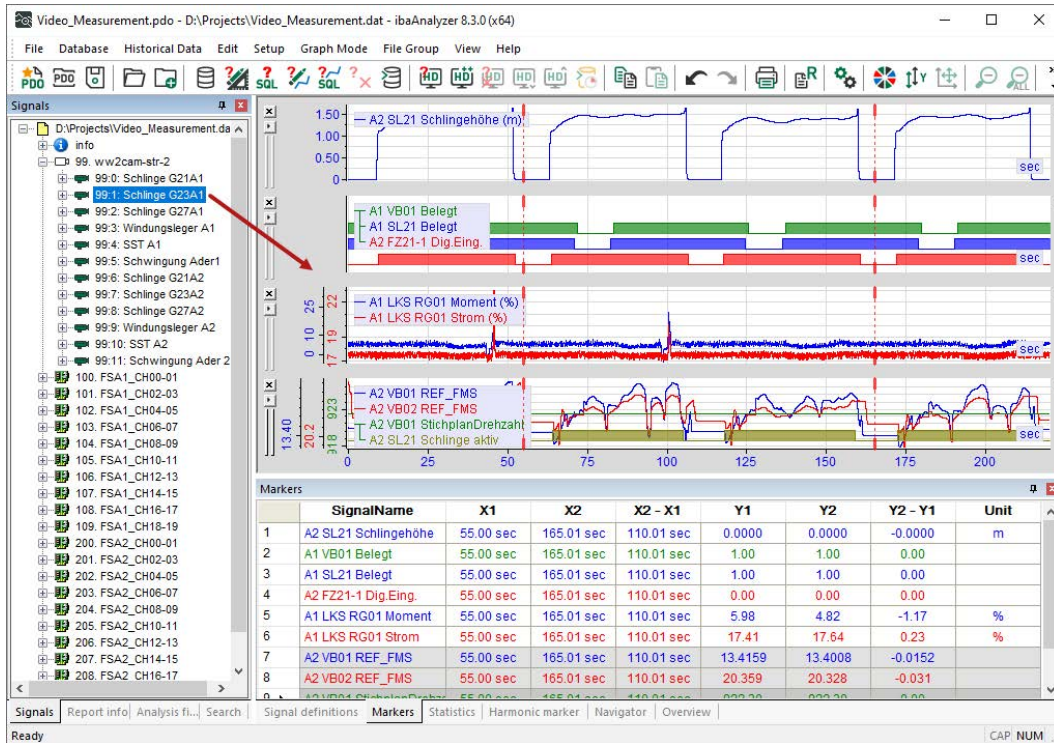 Video_Measurement.pdo - D:\Projects\Video_Measurement.dat - ibaAnalyzer 8.3.0 (x64)
File Database Historical Data Edit Setup Graph Mode File Group View Help
PDO PDO SQL SQL HD HD HD HD HD R Y ALL
Signals
D:\Projects\Video_Measurement.da
info
99. ww2cam-str-2
99:0: Schlinge G21A1
99:1: Schlinge G23A1
99:2: Schlinge G27A1
99:3: Windungsleger A1
99:4: SST A1
99:5: Schwingung Ader1
99:6: Schlinge G21A2
99:7: Schlinge G23A2
99:8: Schlinge G27A2
99:9: Windungsleger A2
99:10: SST A2
99:11: Schwingung Ader 2
100. FSA1_CH00-01
101. FSA1_CH02-03
102. FSA1_CH04-05
103. FSA1_CH06-07
104. FSA1_CH08-09
105. FSA1_CH10-11
106. FSA1_CH12-13
107. FSA1_CH14-15
108. FSA1_CH16-17
109. FSA1_CH18-19
200. FSA2_CH00-01
201. FSA2_CH02-03
202. FSA2_CH04-05
203. FSA2_CH06-07
204. FSA2_CH08-09
205. FSA2_CH10-11
206. FSA2_CH12-13
207. FSA2_CH14-15
208. FSA2_CH16-17
Signals Report info Analysis fi... Search
1.50
1.00
0.50
0
A2 SL21 Schlingehöhe (m)
sec
A1 VB01 Belegt
A1 SL21 Belegt
A2 FZ21-1 Dig.Eing.
sec
0 10 25
17 19 22
A1 LKS RG01 Moment (%)
A1 LKS RG01 Strom (%)
sec
13.40
20.2
918 923
A2 VB01 REF_FMS
A2 VB02 REF_FMS
A2 VB01 StichplanDrehzahl
A2 SL21 Schlinge aktiv
sec
0 25 50 75 100 125 150 175 200
Markers
SignalName X1 X2 X2 - X1 Y1 Y2 Y2 - Y1 Unit
1 A2 SL21 Schlingehöhe 55.00 sec 165.01 sec 110.01 sec 0.0000 0.0000 -0.0000 m
2 A1 VB01 Belegt 55.00 sec 165.01 sec 110.01 sec 1.00 1.00 0.00
3 A1 SL21 Belegt 55.00 sec 165.01 sec 110.01 sec 1.00 1.00 0.00
4 A2 FZ21-1 Dig.Eing. 55.00 sec 165.01 sec 110.01 sec 0.00 0.00 0.00
5 A1 LKS RG01 Moment 55.00 sec 165.01 sec 110.01 sec 5.98 4.82 -1.17 %
6 A1 LKS RG01 Strom 55.00 sec 165.01 sec 110.01 sec 17.41 17.64 0.23 %
7 A2 VB01 REF_FMS 55.00 sec 165.01 sec 110.01 sec 13.4159 13.4008 -0.0152
8 A2 VB02 REF_FMS 55.00 sec 165.01 sec 110.01 sec 20.359 20.328 -0.031
Signal definitions Markers Statistics Harmonic marker Navigator Overview
Ready
CAP NUM